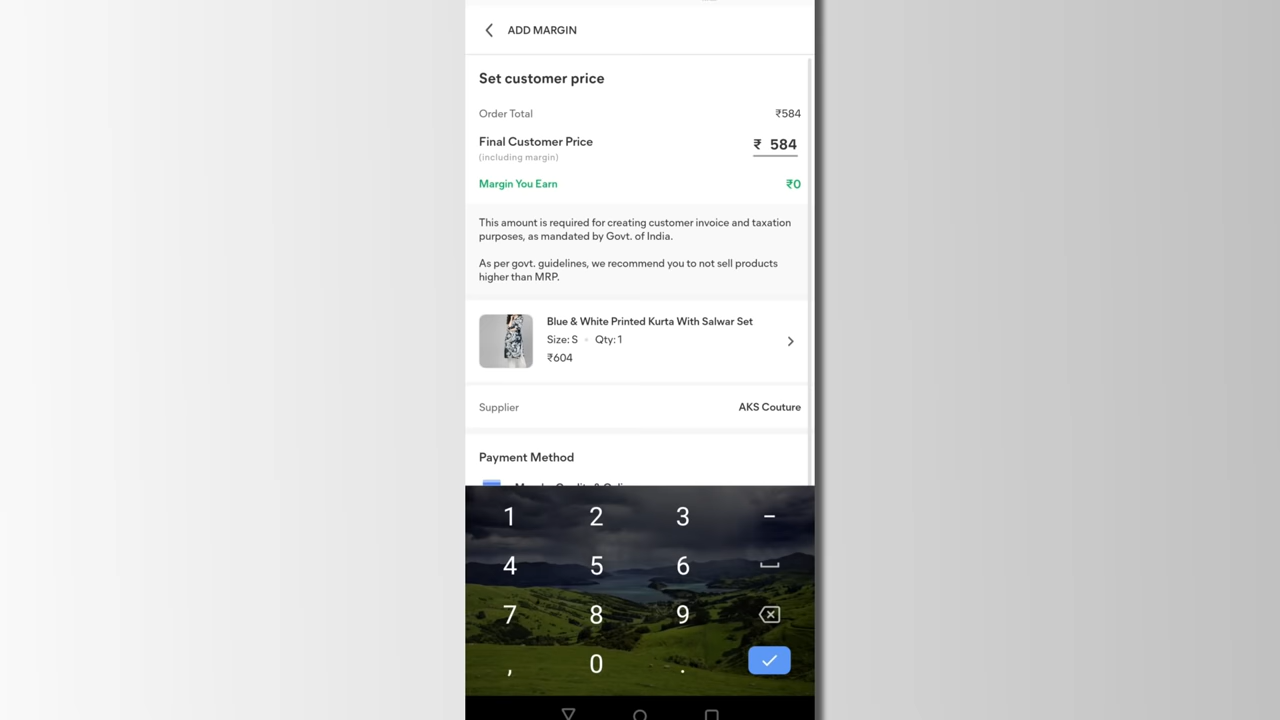 ADD MARGIN
Set customer price
Order Total ₹584
Final Customer Price ₹ 584
(including margin)
Margin You Earn ₹0
This amount is required for creating customer invoice and taxation
purposes, as mandated by Govt. of India.
As per govt. guidelines, we recommend you to not sell products
higher than MRP.
Blue & White Printed Kurta With Salwar Set
Size: S • Qty: 1
₹604
Supplier AKS Couture
Payment Method
1 2 3 –
4 5 6
7 8 9
, 0 .